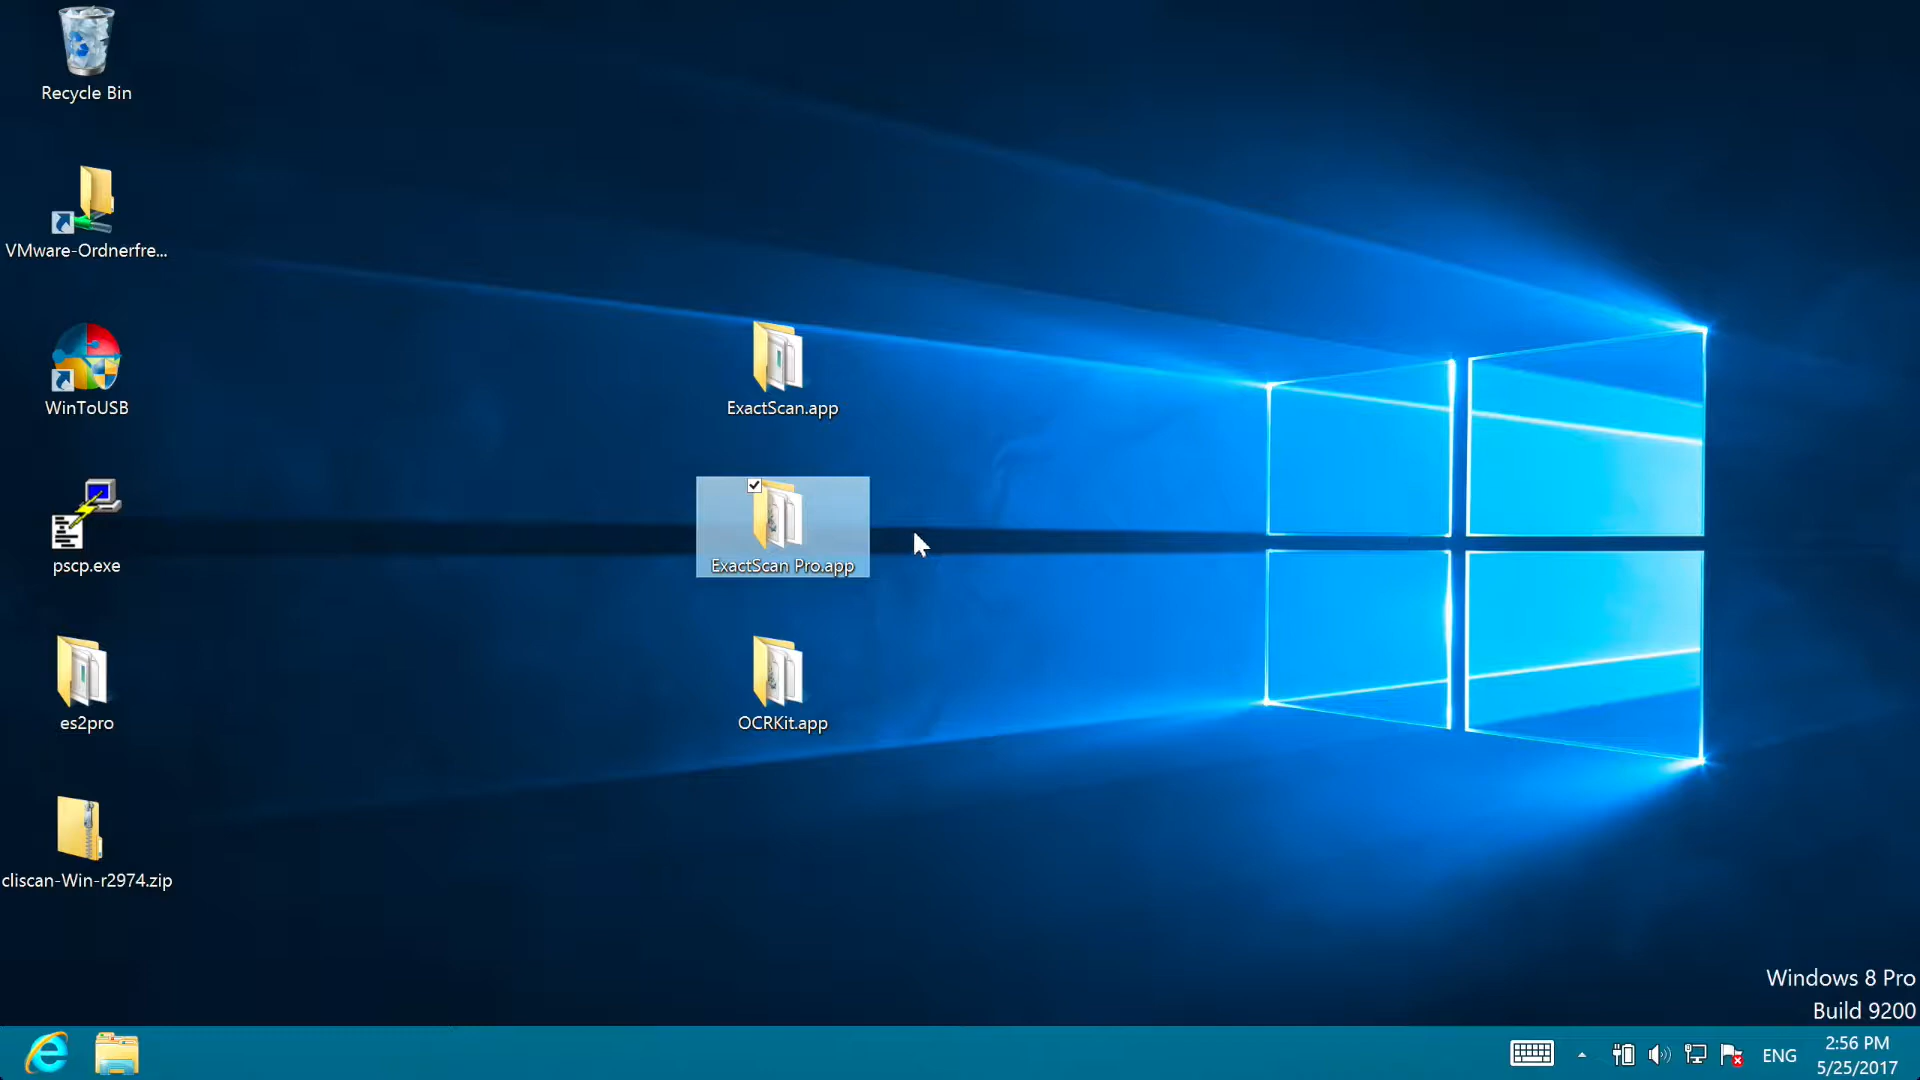 Recycle Bin
VMware-Ordnerfre...
WinToUSB
pscp.exe
es2pro
cliscan-Win-r2974.zip
ExactScan.app
ExactScan Pro.app
OCRKit.app
Windows 8 Pro
Build 9200
ENG
2:56 PM
5/25/2017